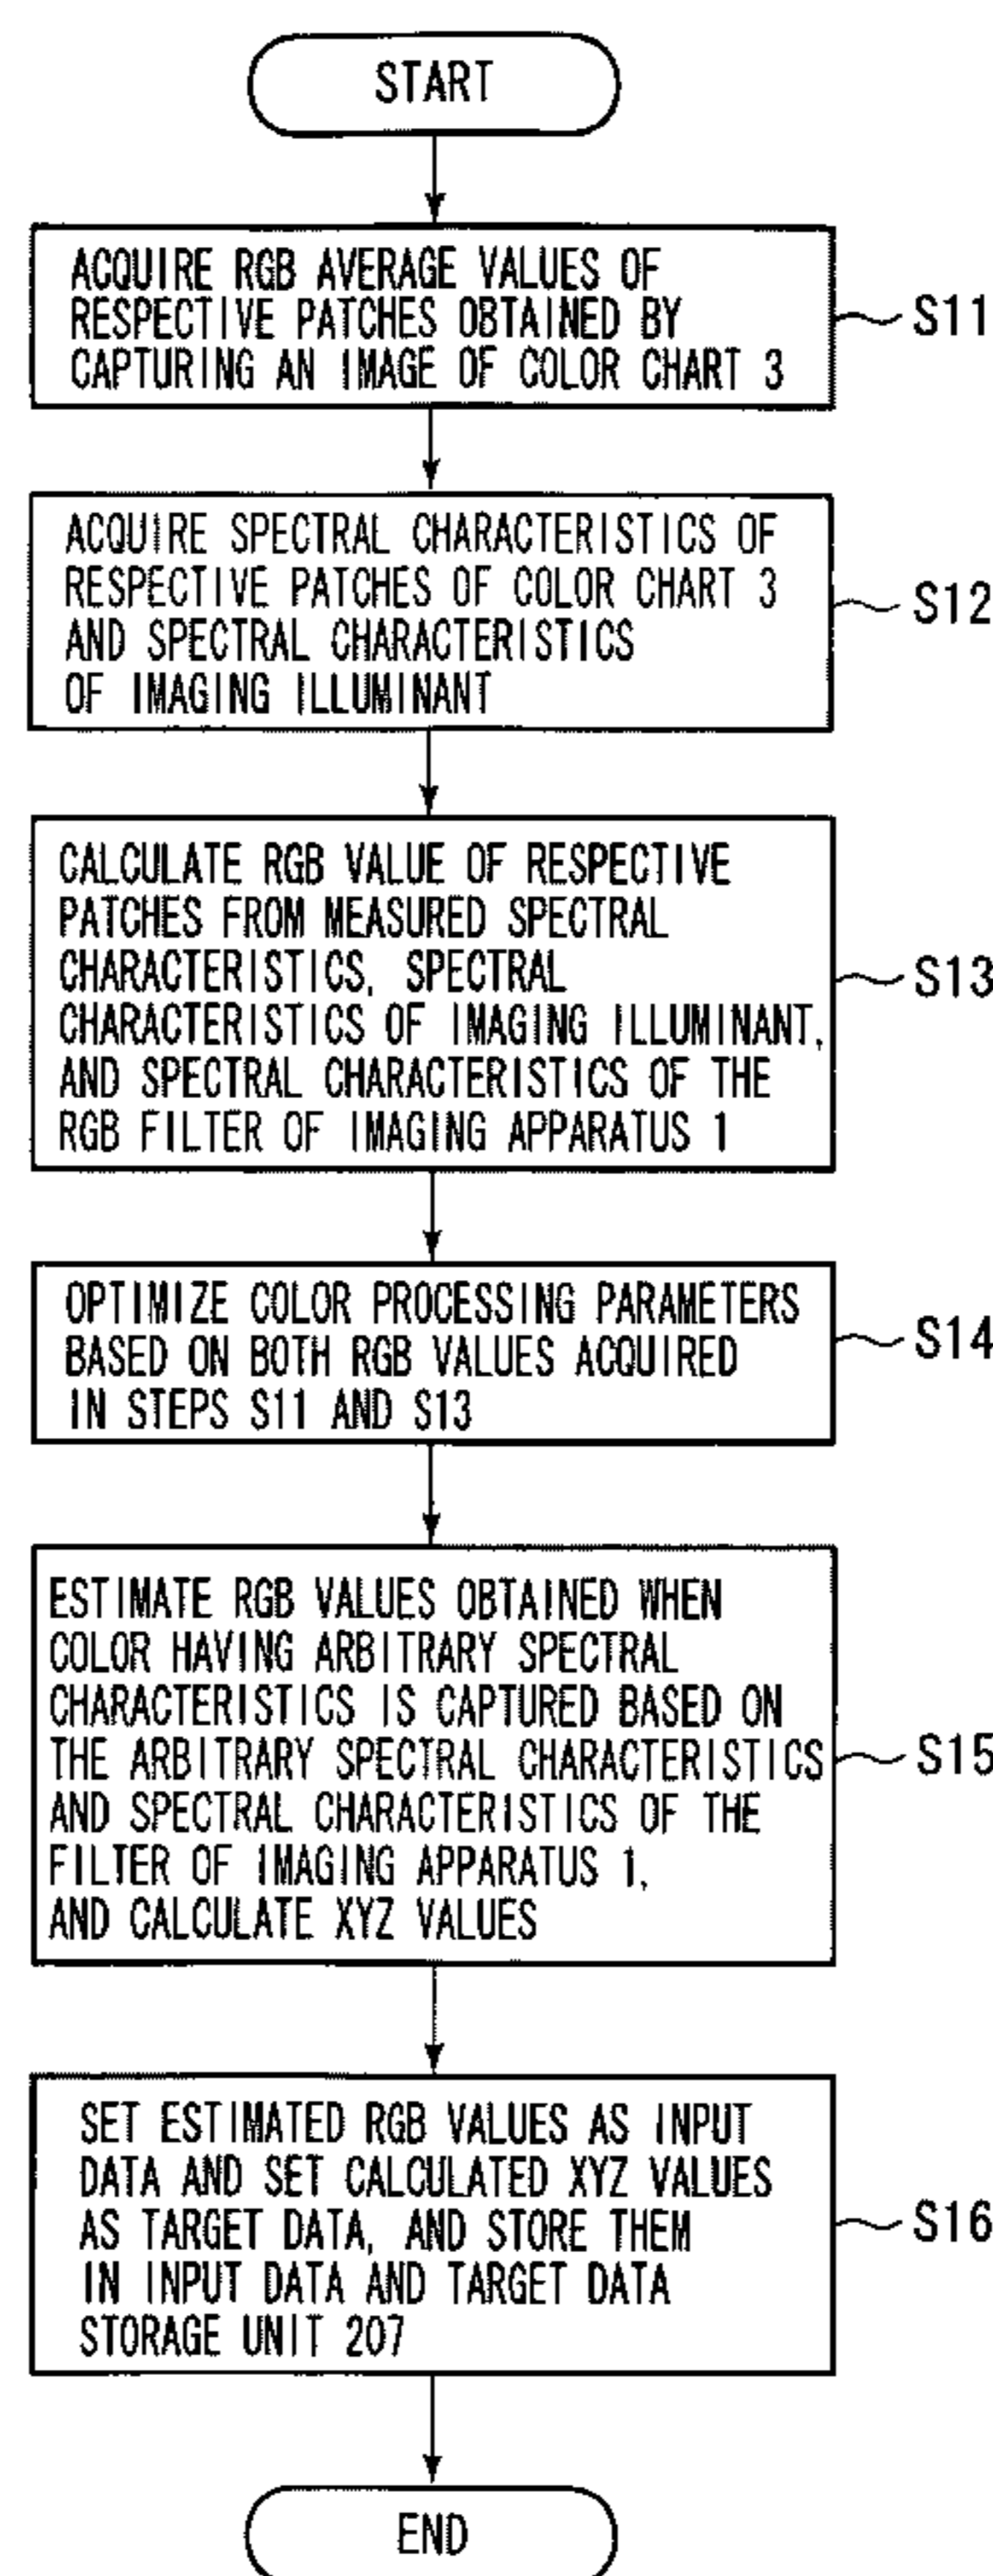 START
ACQUIRE RGB AVERAGE VALUES OF
RESPECTIVE PATCHES OBTAINED BY
CAPTURING AN IMAGE OF COLOR CHART 3
S11
ACQUIRE SPECTRAL CHARACTERISTICS OF
RESPECTIVE PATCHES OF COLOR CHART 3
AND SPECTRAL CHARACTERISTICS
OF IMAGING ILLUMINANT
S12
CALCULATE RGB VALUE OF RESPECTIVE
PATCHES FROM MEASURED SPECTRAL
CHARACTERISTICS, SPECTRAL
CHARACTERISTICS OF IMAGING ILLUMINANT,
AND SPECTRAL CHARACTERISTICS OF THE
RGB FILTER OF IMAGING APPARATUS 1
S13
OPTIMIZE COLOR PROCESSING PARAMETERS
BASED ON BOTH RGB VALUES ACQUIRED
IN STEPS S11 AND S13
S14
ESTIMATE RGB VALUES OBTAINED WHEN
COLOR HAVING ARBITRARY SPECTRAL
CHARACTERISTICS IS CAPTURED BASED ON
THE ARBITRARY SPECTRAL CHARACTERISTICS
AND SPECTRAL CHARACTERISTICS OF THE
FILTER OF IMAGING APPARATUS 1,
AND CALCULATE XYZ VALUES
S15
SET ESTIMATED RGB VALUES AS INPUT
DATA AND SET CALCULATED XYZ VALUES
AS TARGET DATA, AND STORE THEM
IN INPUT DATA AND TARGET DATA
STORAGE UNIT 207
S16
END